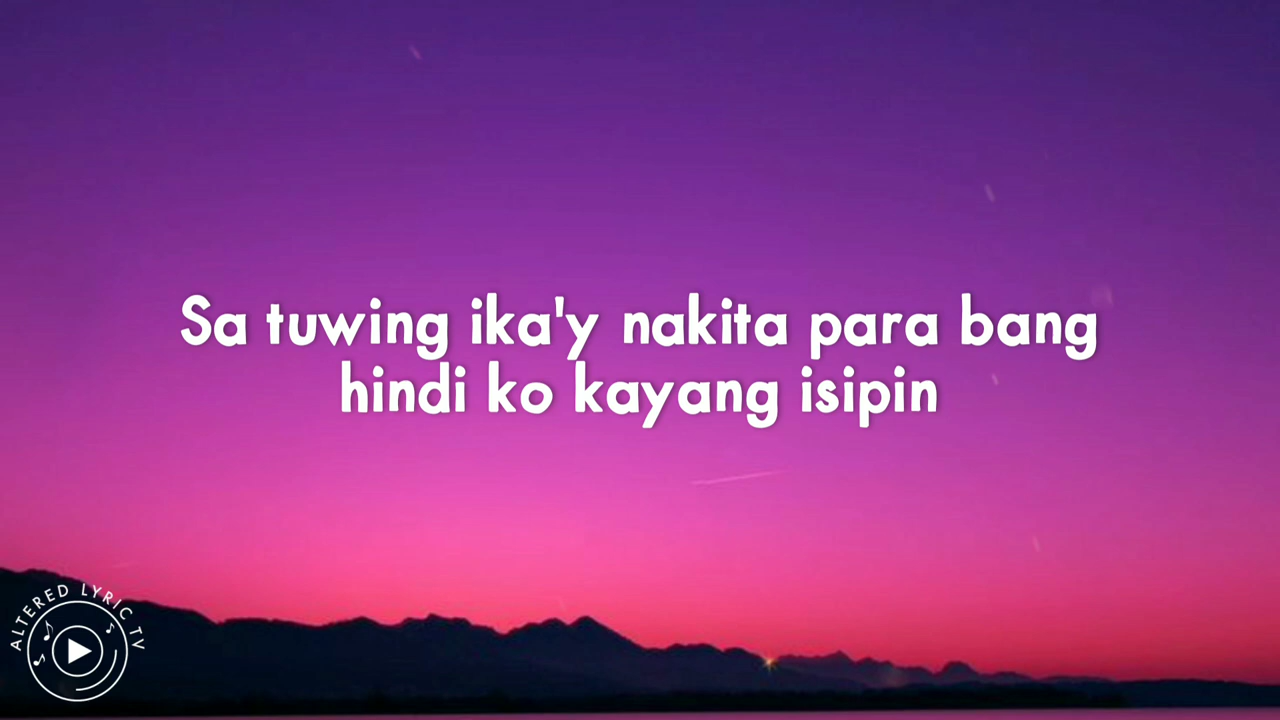 Sa tuwing ika'y nakita para bang
hindi ko kayang isipin
ALTERED LYRIC TV